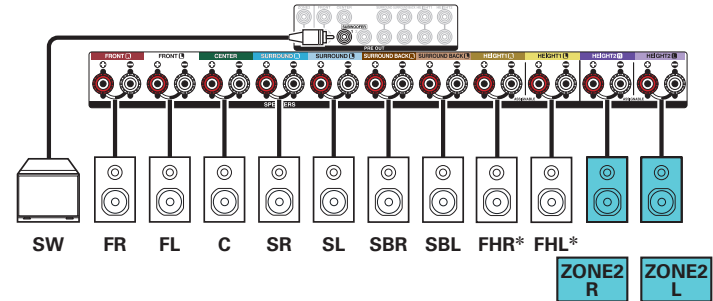 SUBWOOFER
PRE OUT
FRONT R FRONT L CENTER SURROUND R SURROUND L SURROUND BACK R SURROUND BACK L HEIGHT1 R HEIGHT1 L HEIGHT2 R HEIGHT2 L
SPEAKERS ASSIGNABLE ASSIGNABLE
SW FR FL C SR SL SBR SBL FHR* FHL*
ZONE2 ZONE2
R L